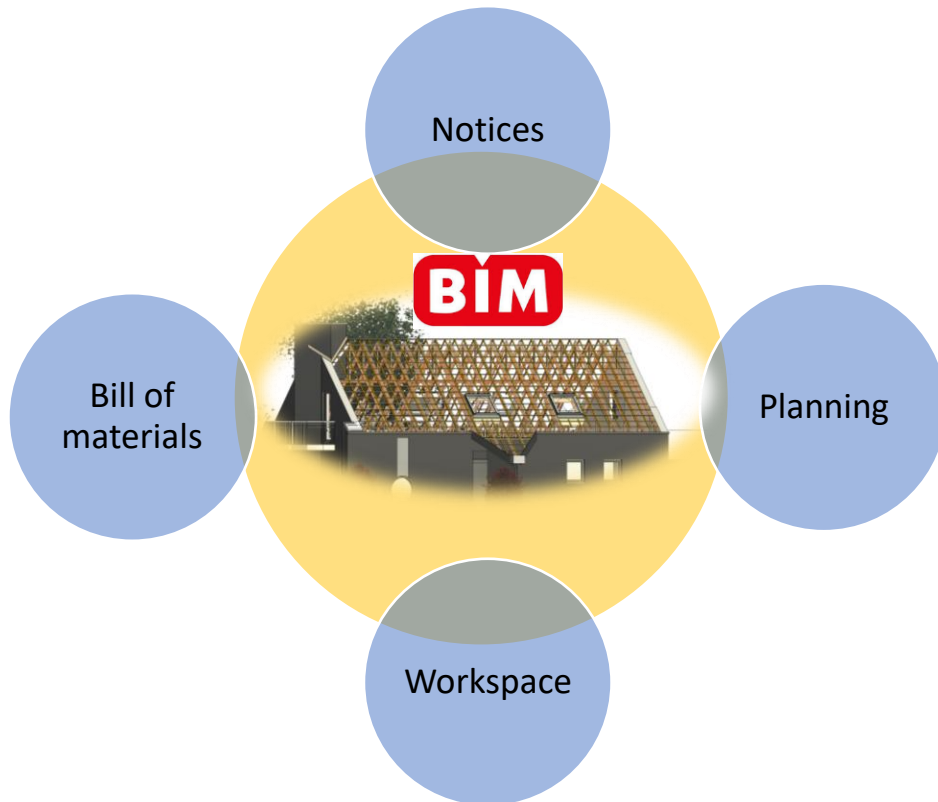 Notices
BIM
Bill of
materials
Planning
Workspace